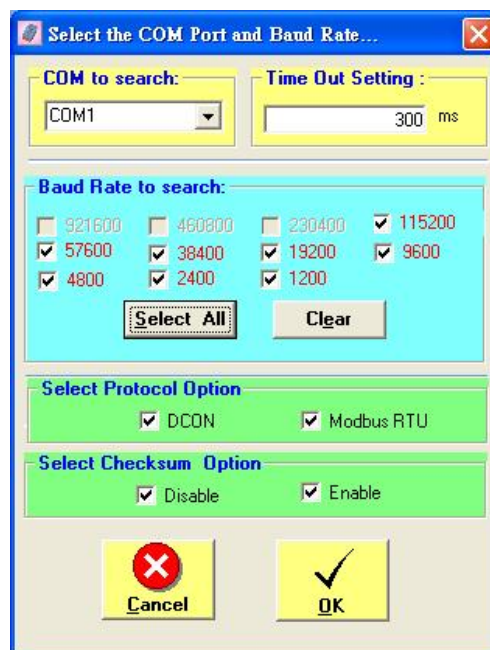 Select the COM Port and Baud Rate...
COM to search: Time Out Setting :
COM1 300 ms
Baud Rate to search:
921600 460800 230400 115200
57600 38400 19200 9600
4800 2400 1200
Select All Clear
Select Protocol Option
DCON Modbus RTU
Select Checksum Option
Disable Enable
Cancel OK